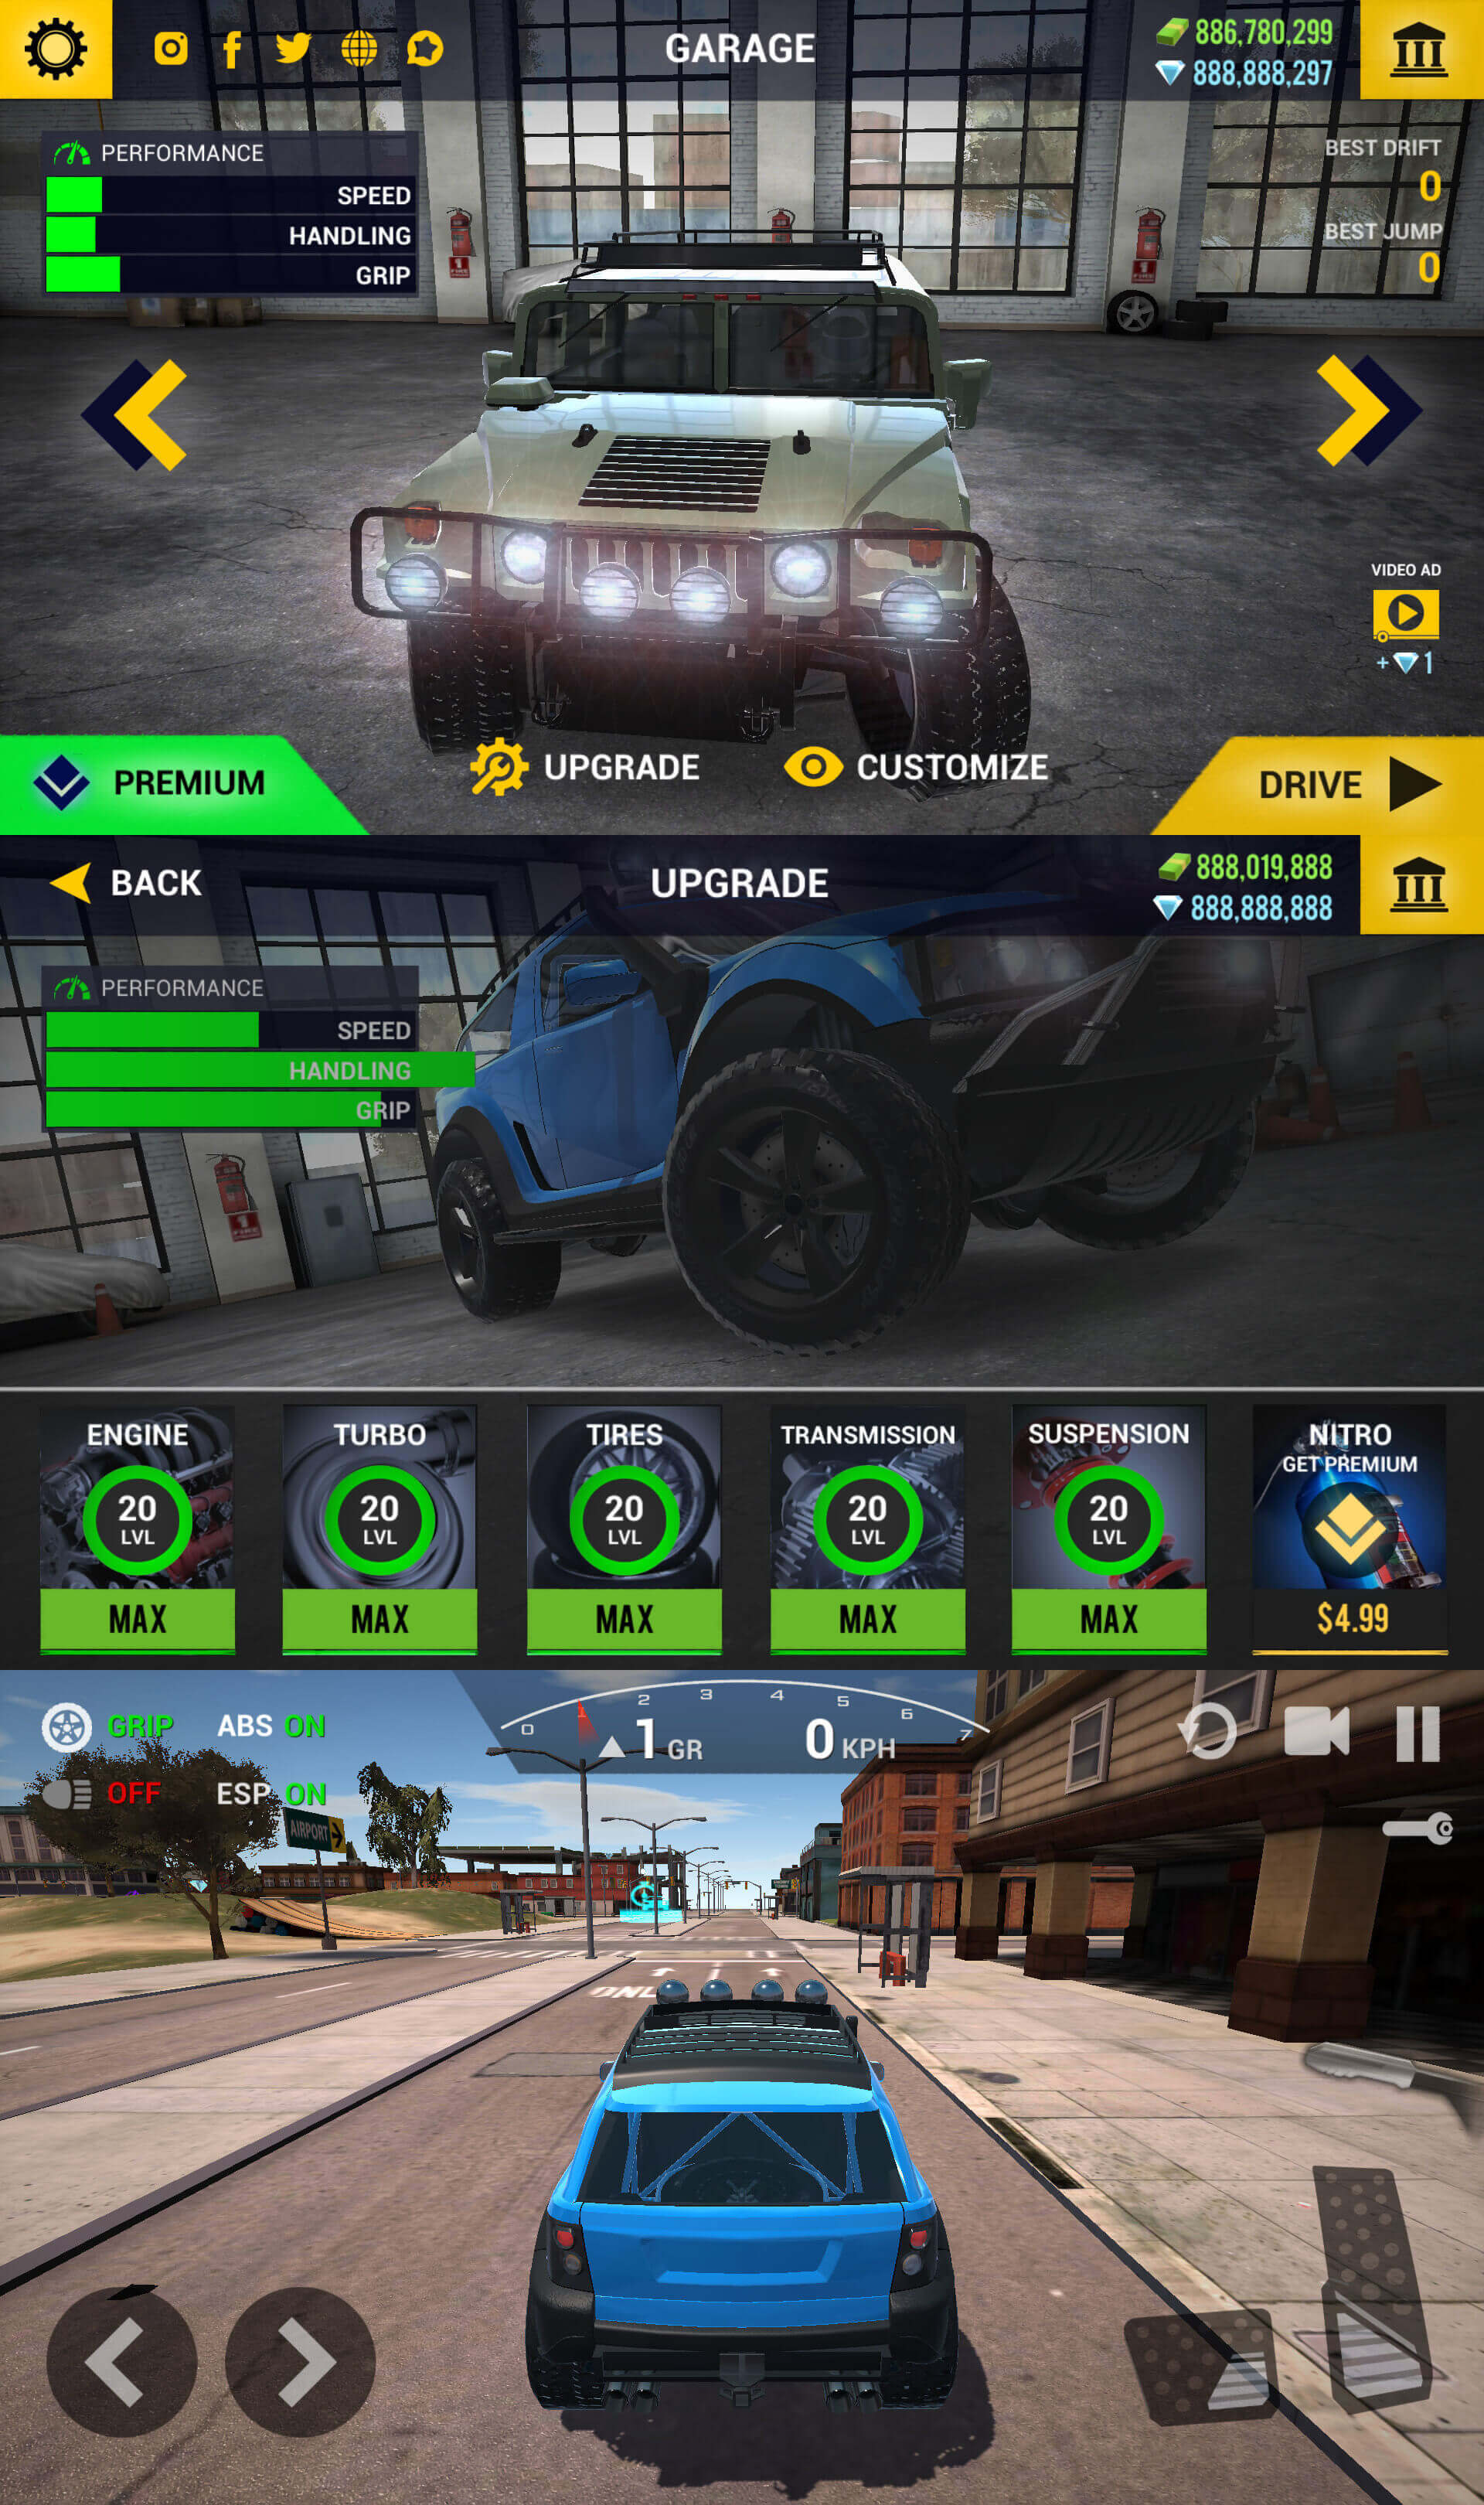 GARAGE
886,780,299
888,888,297
PERFORMANCE
SPEED
HANDLING
GRIP
BEST DRIFT
0
BEST JUMP
0
VIDEO AD
+ 1
PREMIUM
UPGRADE
CUSTOMIZE
DRIVE
BACK
UPGRADE
888,019,888
888,888,888
PERFORMANCE
SPEED
HANDLING
GRIP
ENGINE
20
LVL
MAX
TURBO
20
LVL
MAX
TIRES
20
LVL
MAX
TRANSMISSION
20
LVL
MAX
SUSPENSION
20
LVL
MAX
NITRO
GET PREMIUM
$4.99
GRIP
ABS ON
OFF
ESP ON
0 1 2 3 4 5 6 7
1 GR
0 KPH
AIRPORT
ONLY